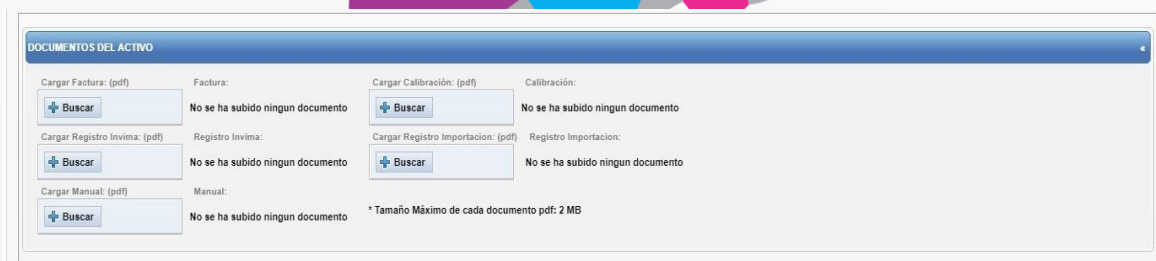 DOCUMENTOS DEL ACTIVO «
Cargar Factura: (pdf) Factura: Cargar Calibración: (pdf) Calibración:
Buscar No se ha subido ningun documento Buscar No se ha subido ningun documento
Cargar Registro Invima: (pdf) Registro Invima: Cargar Registro Importacion: (pdf) Registro Importacion:
Buscar No se ha subido ningun documento Buscar No se ha subido ningun documento
Cargar Manual: (pdf) Manual:
Buscar No se ha subido ningun documento * Tamaño Máximo de cada documento pdf: 2 MB